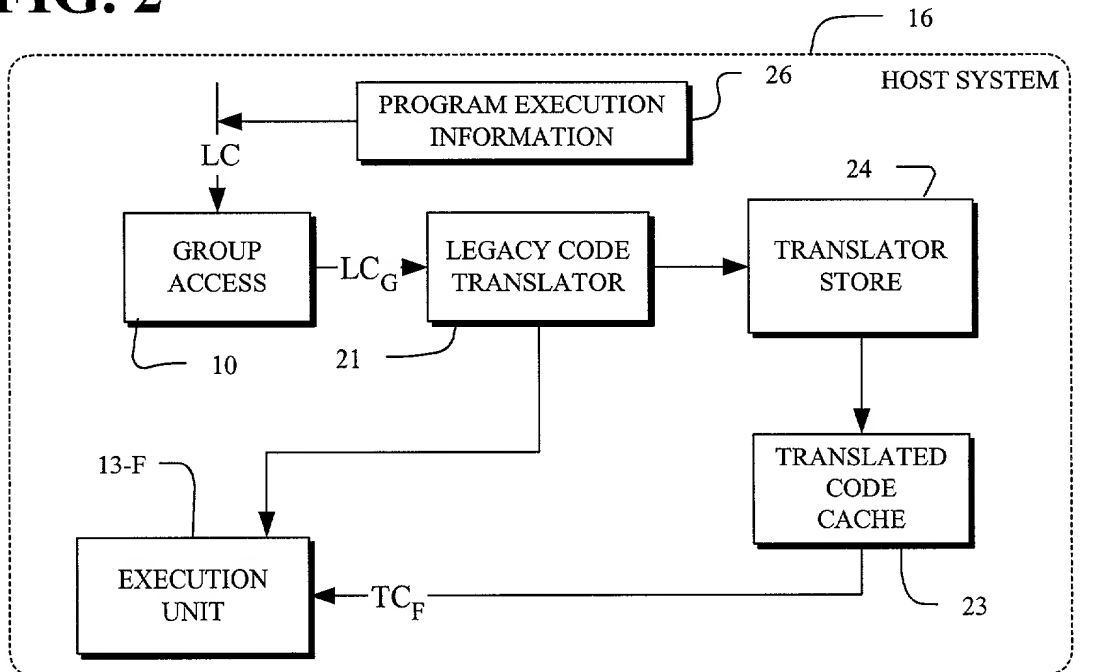 FIG. 2
16
HOST SYSTEM
26
PROGRAM EXECUTION
INFORMATION
LC
24
GROUP
ACCESS
LC_G
LEGACY CODE
TRANSLATOR
TRANSLATOR
STORE
10
21
13-F
TRANSLATED
CODE
CACHE
EXECUTION
UNIT
TC_F
23